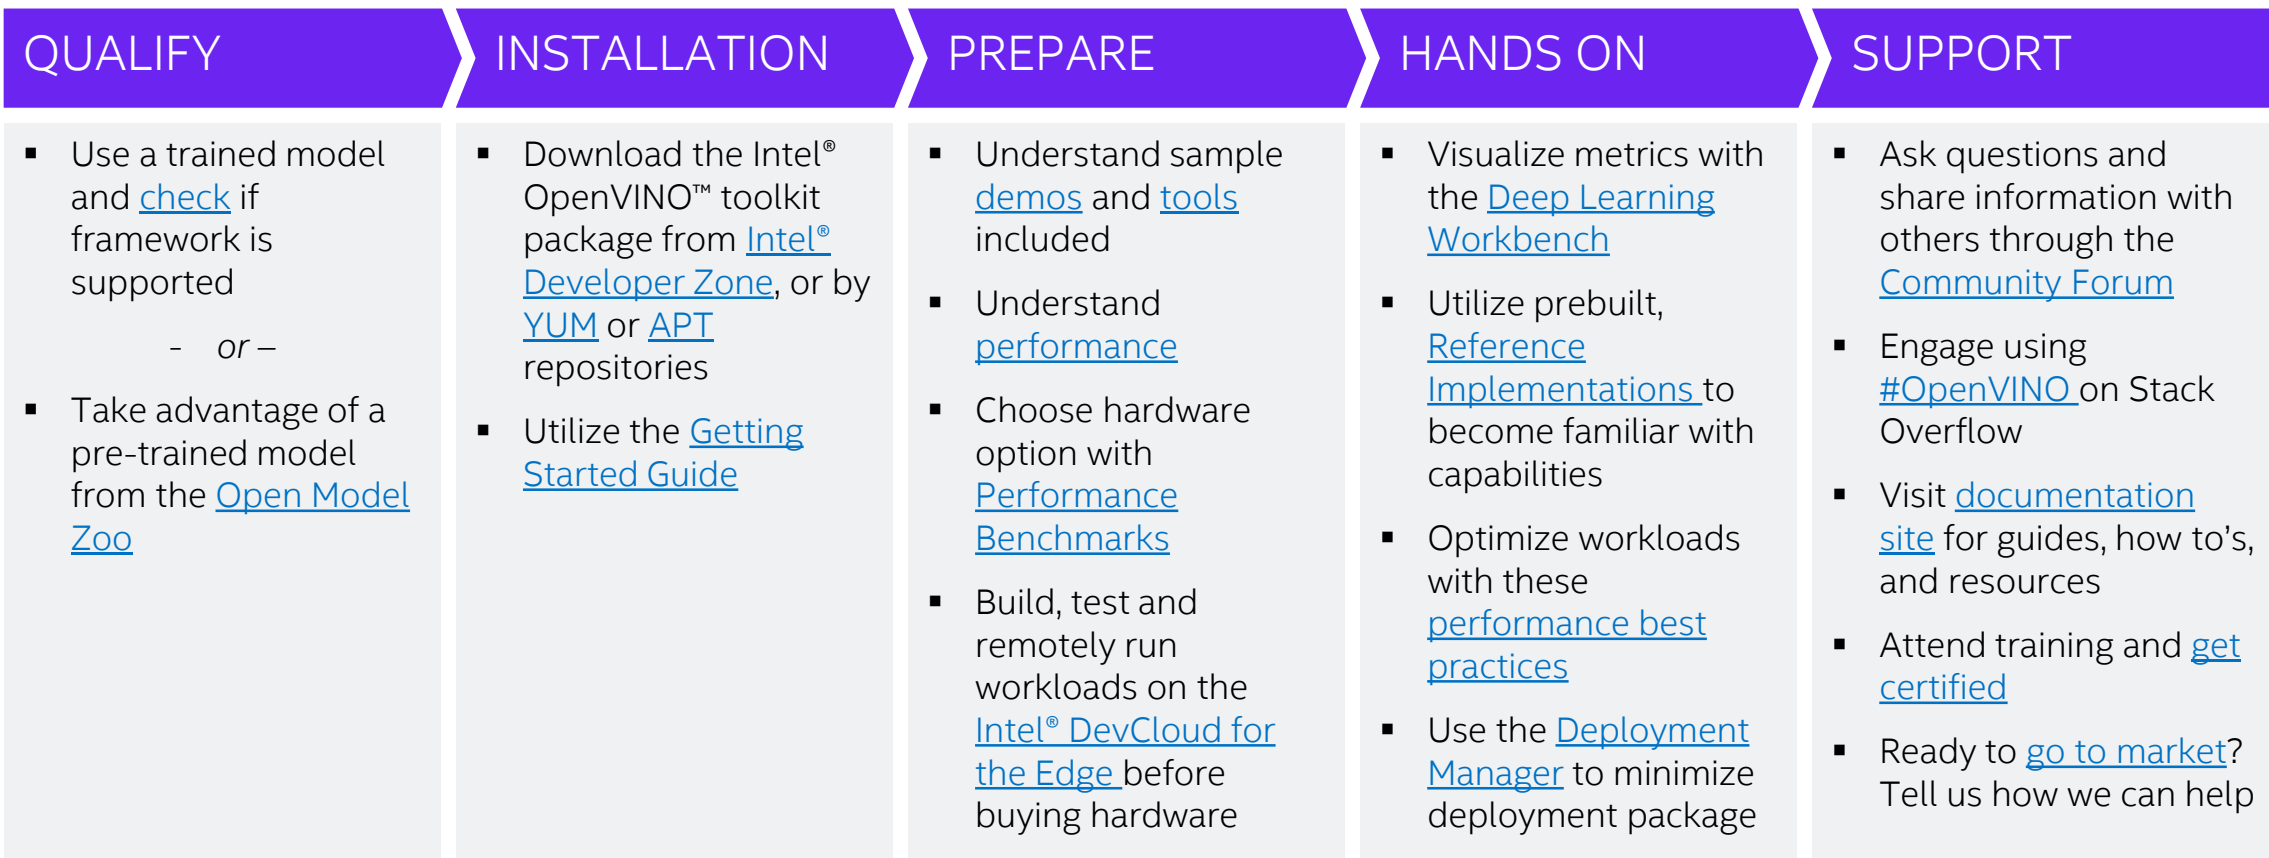 QUALIFY
▪ Use a trained model
and check if
framework is
supported
- or –
▪ Take advantage of a
pre-trained model
from the Open Model
Zoo
INSTALLATION
▪ Download the Intel®
OpenVINO™ toolkit
package from Intel®
Developer Zone, or by
YUM or APT
repositories
▪ Utilize the Getting
Started Guide
PREPARE
▪ Understand sample
demos and tools
included
▪ Understand
performance
▪ Choose hardware
option with
Performance
Benchmarks
▪ Build, test and
remotely run
workloads on the
Intel® DevCloud for
the Edge before
buying hardware
HANDS ON
▪ Visualize metrics with
the Deep Learning
Workbench
▪ Utilize prebuilt,
Reference
Implementations to
become familiar with
capabilities
▪ Optimize workloads
with these
performance best
practices
▪ Use the Deployment
Manager to minimize
deployment package
SUPPORT
▪ Ask questions and
share information with
others through the
Community Forum
▪ Engage using
#OpenVINO on Stack
Overflow
▪ Visit documentation
site for guides, how to's,
and resources
▪ Attend training and get
certified
▪ Ready to go to market?
Tell us how we can help